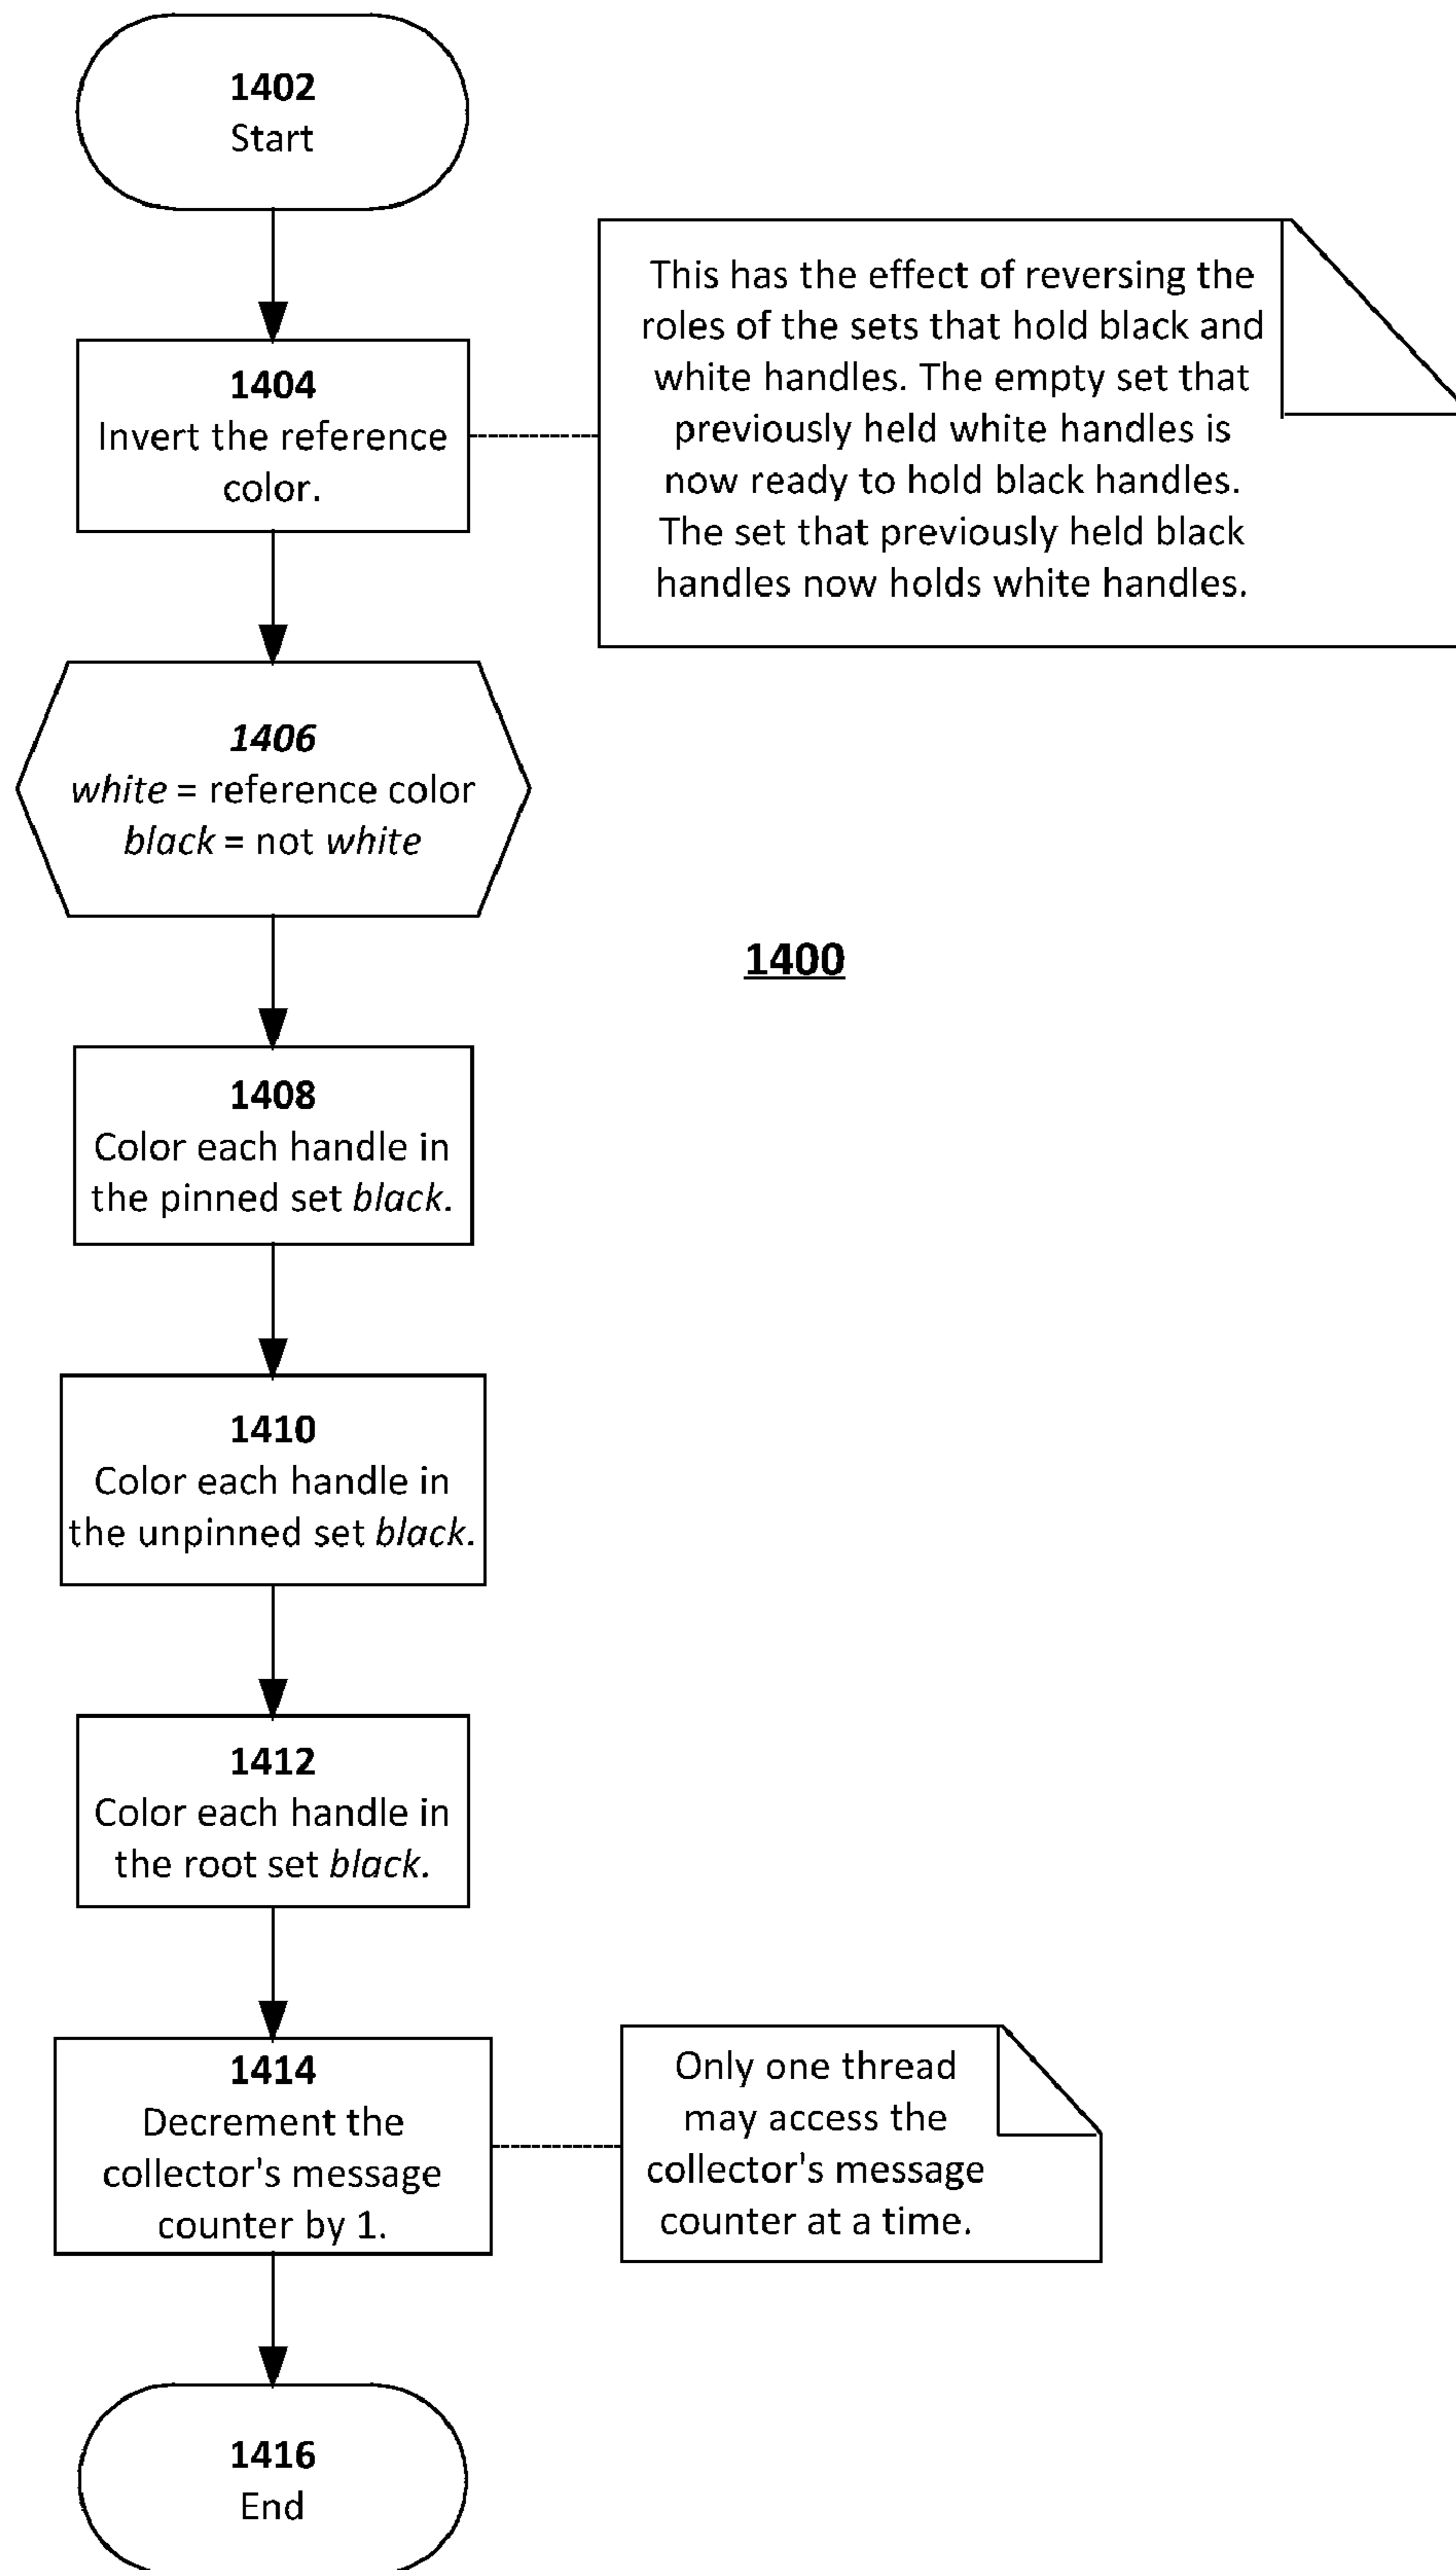 1402
Start
1404
Invert the reference
color.
This has the effect of reversing the
roles of the sets that hold black and
white handles. The empty set that
previously held white handles is
now ready to hold black handles.
The set that previously held black
handles now holds white handles.
1406
white = reference color
black = not white
1400
1408
Color each handle in
the pinned set black.
1410
Color each handle in
the unpinned set black.
1412
Color each handle in
the root set black.
1414
Decrement the
collector's message
counter by 1.
Only one thread
may access the
collector's message
counter at a time.
1416
End